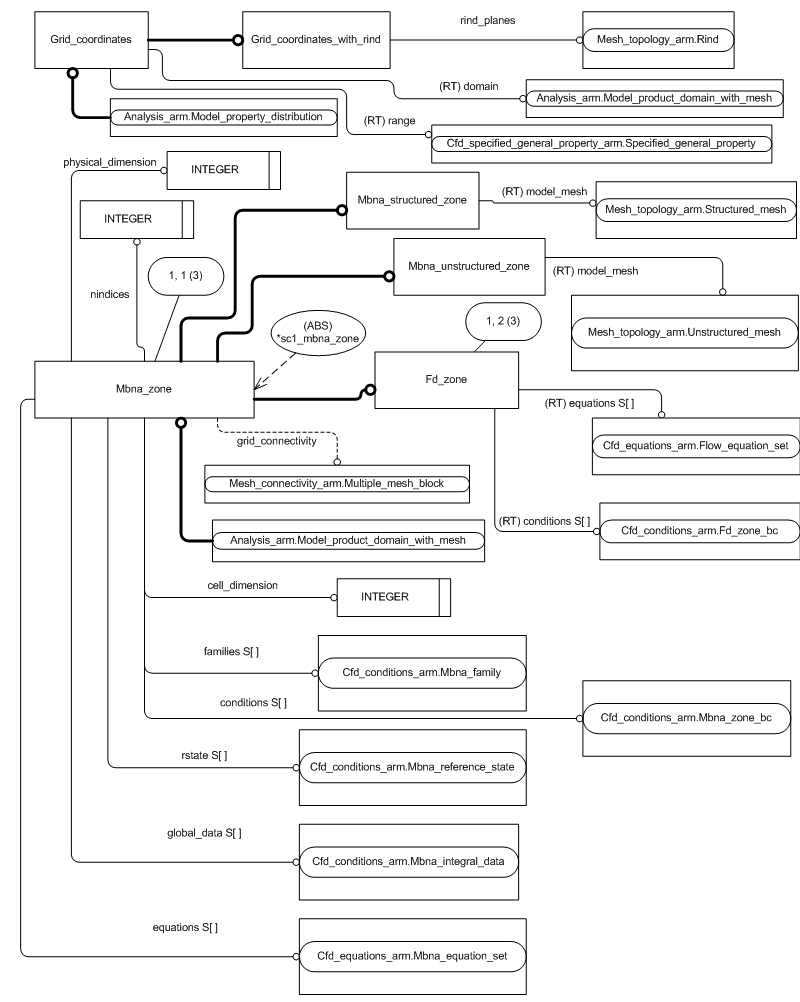 rind_planes
Grid_coordinates
Grid_coordinates_with_rind
Mesh_topology_arm.Rind
(RT) domain
Analysis_arm.Model_product_domain_with_mesh
Analysis_arm.Model_property_distribution
(RT) range
Cfd_specified_general_property_arm.Specified_general_property
physical_dimension
INTEGER
Mbna_structured_zone
(RT) model_mesh
Mesh_topology_arm.Structured_mesh
INTEGER
Mbna_unstructured_zone
(RT) model_mesh
1, 1 (3)
nindices
(ABS)
*sc1_mbna_zone
1, 2 (3)
Mesh_topology_arm.Unstructured_mesh
Mbna_zone
Fd_zone
(RT) equations S[ ]
grid_connectivity
Cfd_equations_arm.Flow_equation_set
Mesh_connectivity_arm.Multiple_mesh_block
(RT) conditions S[ ]
Cfd_conditions_arm.Fd_zone_bc
Analysis_arm.Model_product_domain_with_mesh
cell_dimension
INTEGER
families S[ ]
Cfd_conditions_arm.Mbna_family
conditions S[ ]
Cfd_conditions_arm.Mbna_zone_bc
rstate S[ ]
Cfd_conditions_arm.Mbna_reference_state
global_data S[ ]
Cfd_conditions_arm.Mbna_integral_data
equations S[ ]
Cfd_equations_arm.Mbna_equation_set